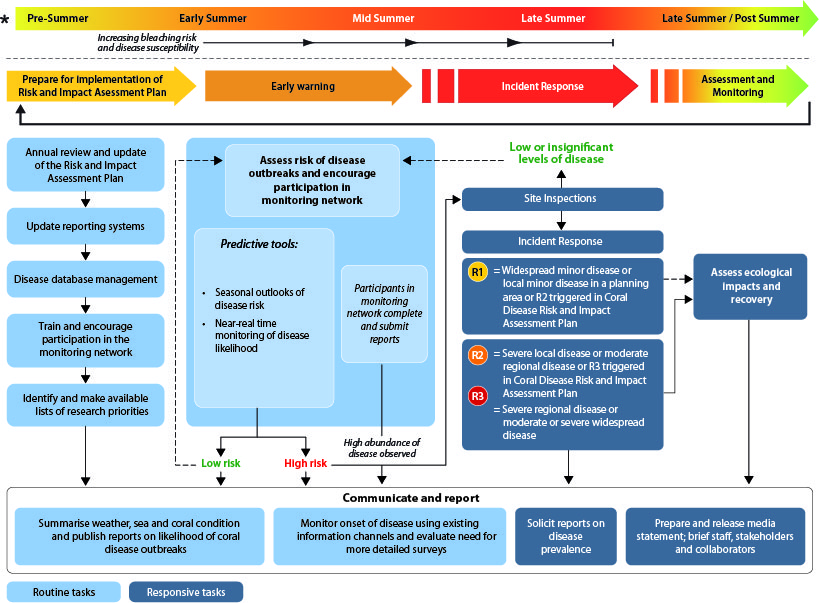 *
Pre-Summer
Early Summer
Mid Summer
Late Summer
Late Summer / Post Summer
Increasing bleaching risk
and disease susceptibility
Prepare for implementation of
Risk and Impact Asessment Plan
Early warning
Incident Response
Assessment and
Monitoring
Annual review and update
of the Risk and Impact
Assessment Plan
Update reporting systems
Disease database management
Train and encourage
participation in the
monitoring network
Identify and make available
lists of research priorities
Assess risk of disease
outbreaks and encourage
participation in
monitoring network
Predictive tools:
• Seasonal outlooks of
disease risk
• Near-real time
monitoring of disease
likelihood
Participants in
monitoring
network complete
and submit
reports
High abundance of
disease observed
Low risk
High risk
Low or insignificant
levels of disease
Site Inspections
Incident Response
R1 = Widespread minor disease or
local minor disease in a planning
area or R2 triggered in Coral
Disease Risk and Impact
Assessment Plan
R2 = Severe local disease or moderate
regional disease or R3 triggered
in Coral Disease Risk and Impact
Assessment Plan
R3
= Severe regional disease or
moderate or severe widespread
disease
Assess ecological
impacts and
recovery
Communicate and report
Summarise weather, sea and coral condition
and publish reports on likelihood of coral
disease outbreaks
Monitor onset of disease using existing
information channels and evaluate need for
more detailed surveys
Solicit reports on
disease
prevalence
Prepare and release media
statement; brief staff, stakeholders
and collaborators
Routine tasks
Responsive tasks